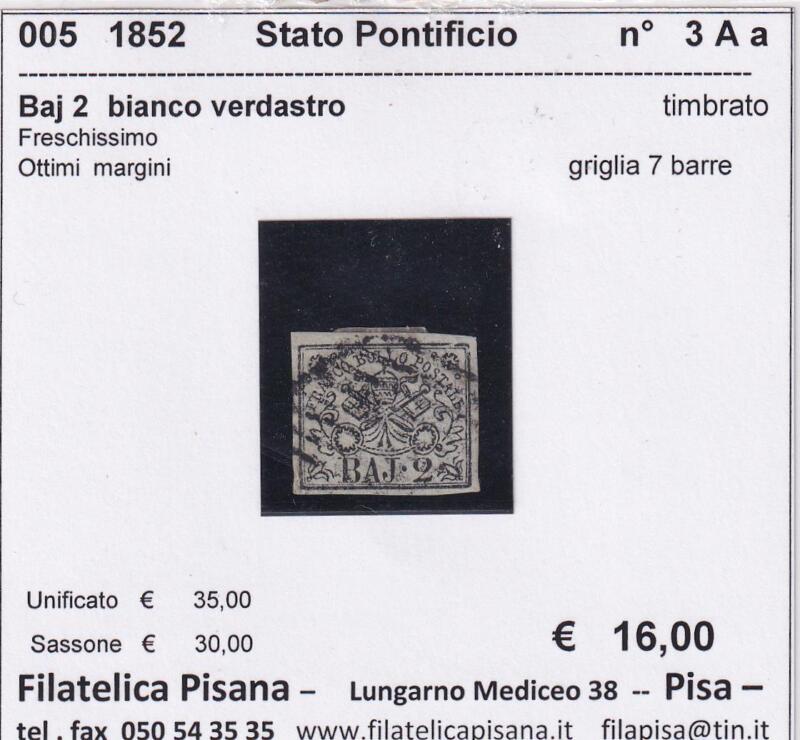 005 1852 Stato Pontificio n° 3 A a
-----------------------------------------------------------------------------------
Baj 2 bianco verdastro timbrato
Freschissimo
Ottimi margini griglia 7 barre
FRANCO BOLLO POSTALE
BAJ. 2
Unificato € 35,00
Sassone € 30,00 € 16,00
Filatelica Pisana – Lungarno Mediceo 38 -- Pisa –
tel . fax 050 54 35 35 www.filatelicapisana.it filapisa@tin.it